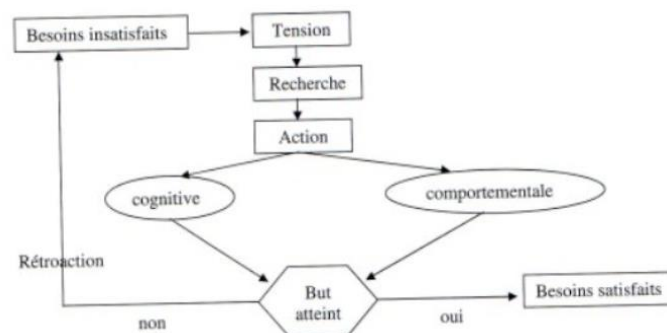 Besoins insatisfaits
Tension
Recherche
Action
cognitive
comportementale
Rétroaction
But
atteint
Besoins satisfaits
non
oui